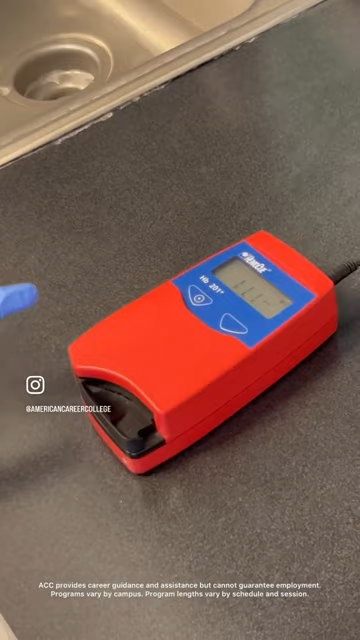 HemoCue
Hb 201+
@AMERICANCAREERCOLLEGE
ACC provides career guidance and assistance but cannot guarantee employment.
Programs vary by campus. Program lengths vary by schedule and session.